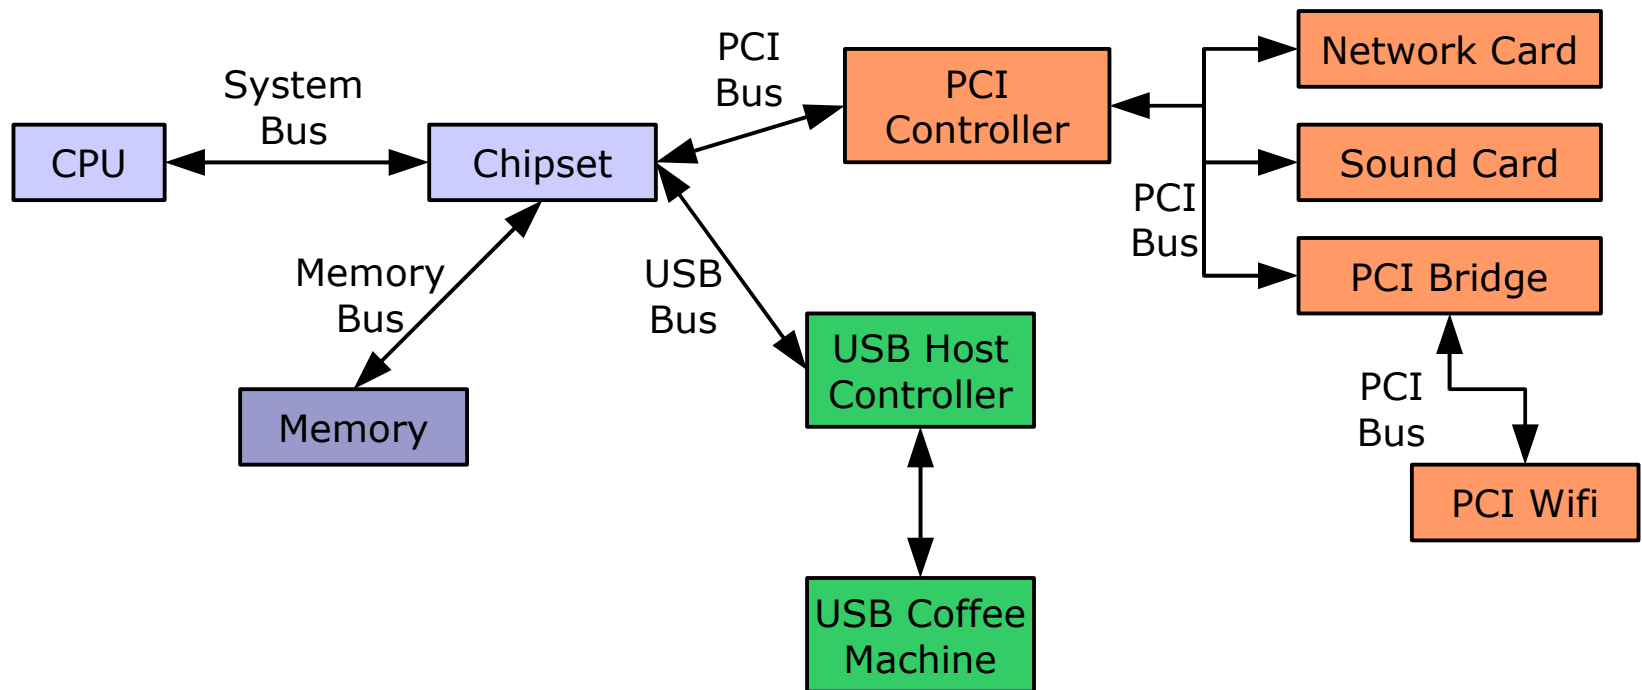 PCI
Bus
Network Card
System
Bus
PCI
Controller
CPU
Chipset
Sound Card
PCI
Bus
Memory
Bus
USB
Bus
PCI Bridge
USB Host
Controller
PCI
Bus
Memory
PCI Wifi
USB Coffee
Machine